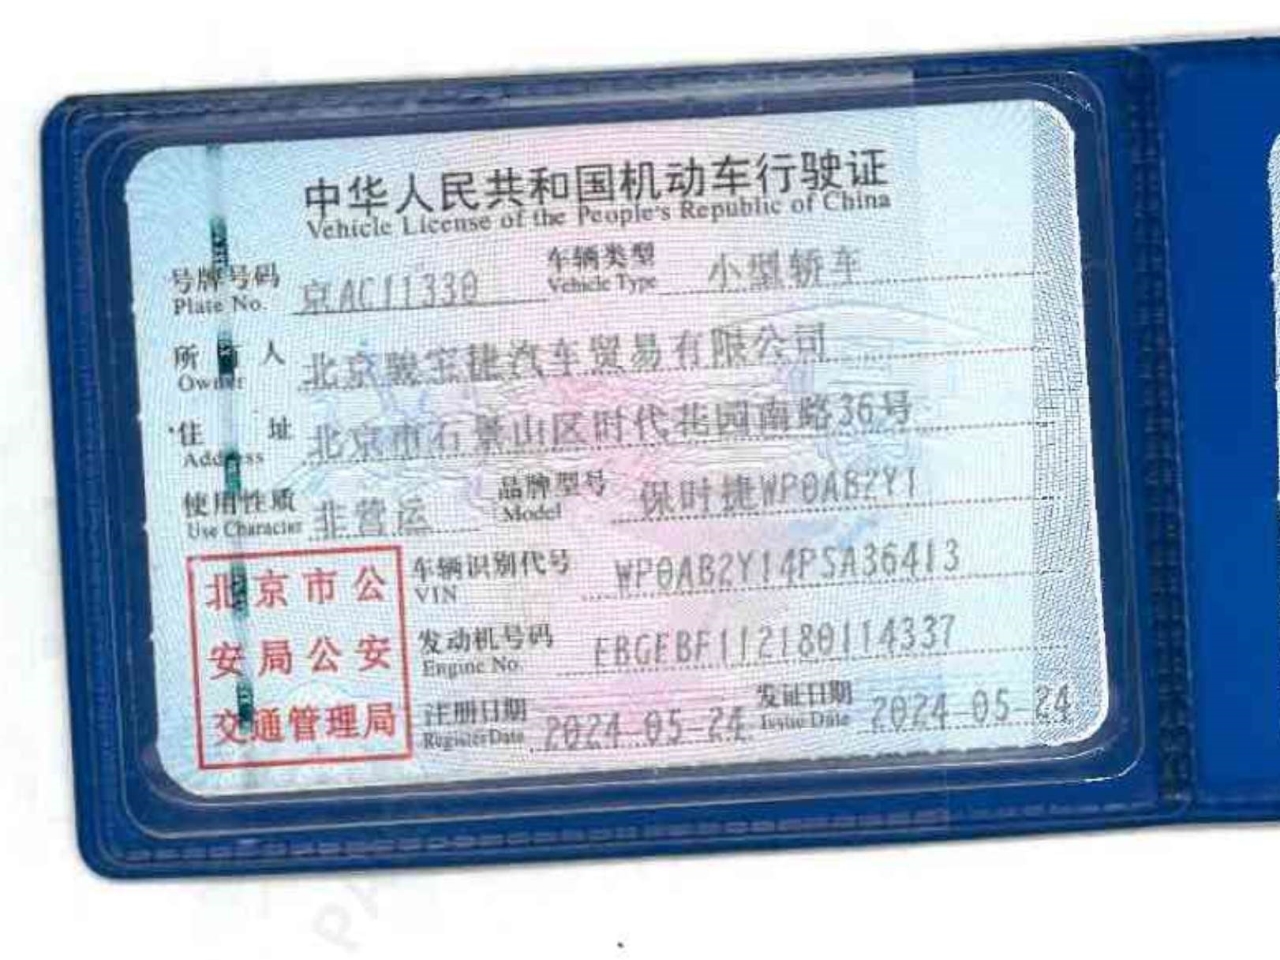 中华人民共和国机动车行驶证
Vehicle License of the People's Republic of China
号牌号码 京AC11330 车辆类型 小型轿车
Plate No. Vehicle Type
所有人 北京骏宝捷汽车贸易有限公司
Owner
住址 北京市石景山区时代花园南路36号
Address
使用性质 非营运 品牌型号 保时捷WP0AB2Y1
Use Character Model
北京市公
安局公安
交通管理局
车辆识别代号 WP0AB2Y14PSA36413
VIN
发动机号码 EBGEBF112180114337
Engine No.
注册日期 2024-05-24 发证日期 2024-05-24
Register Date Issue Date